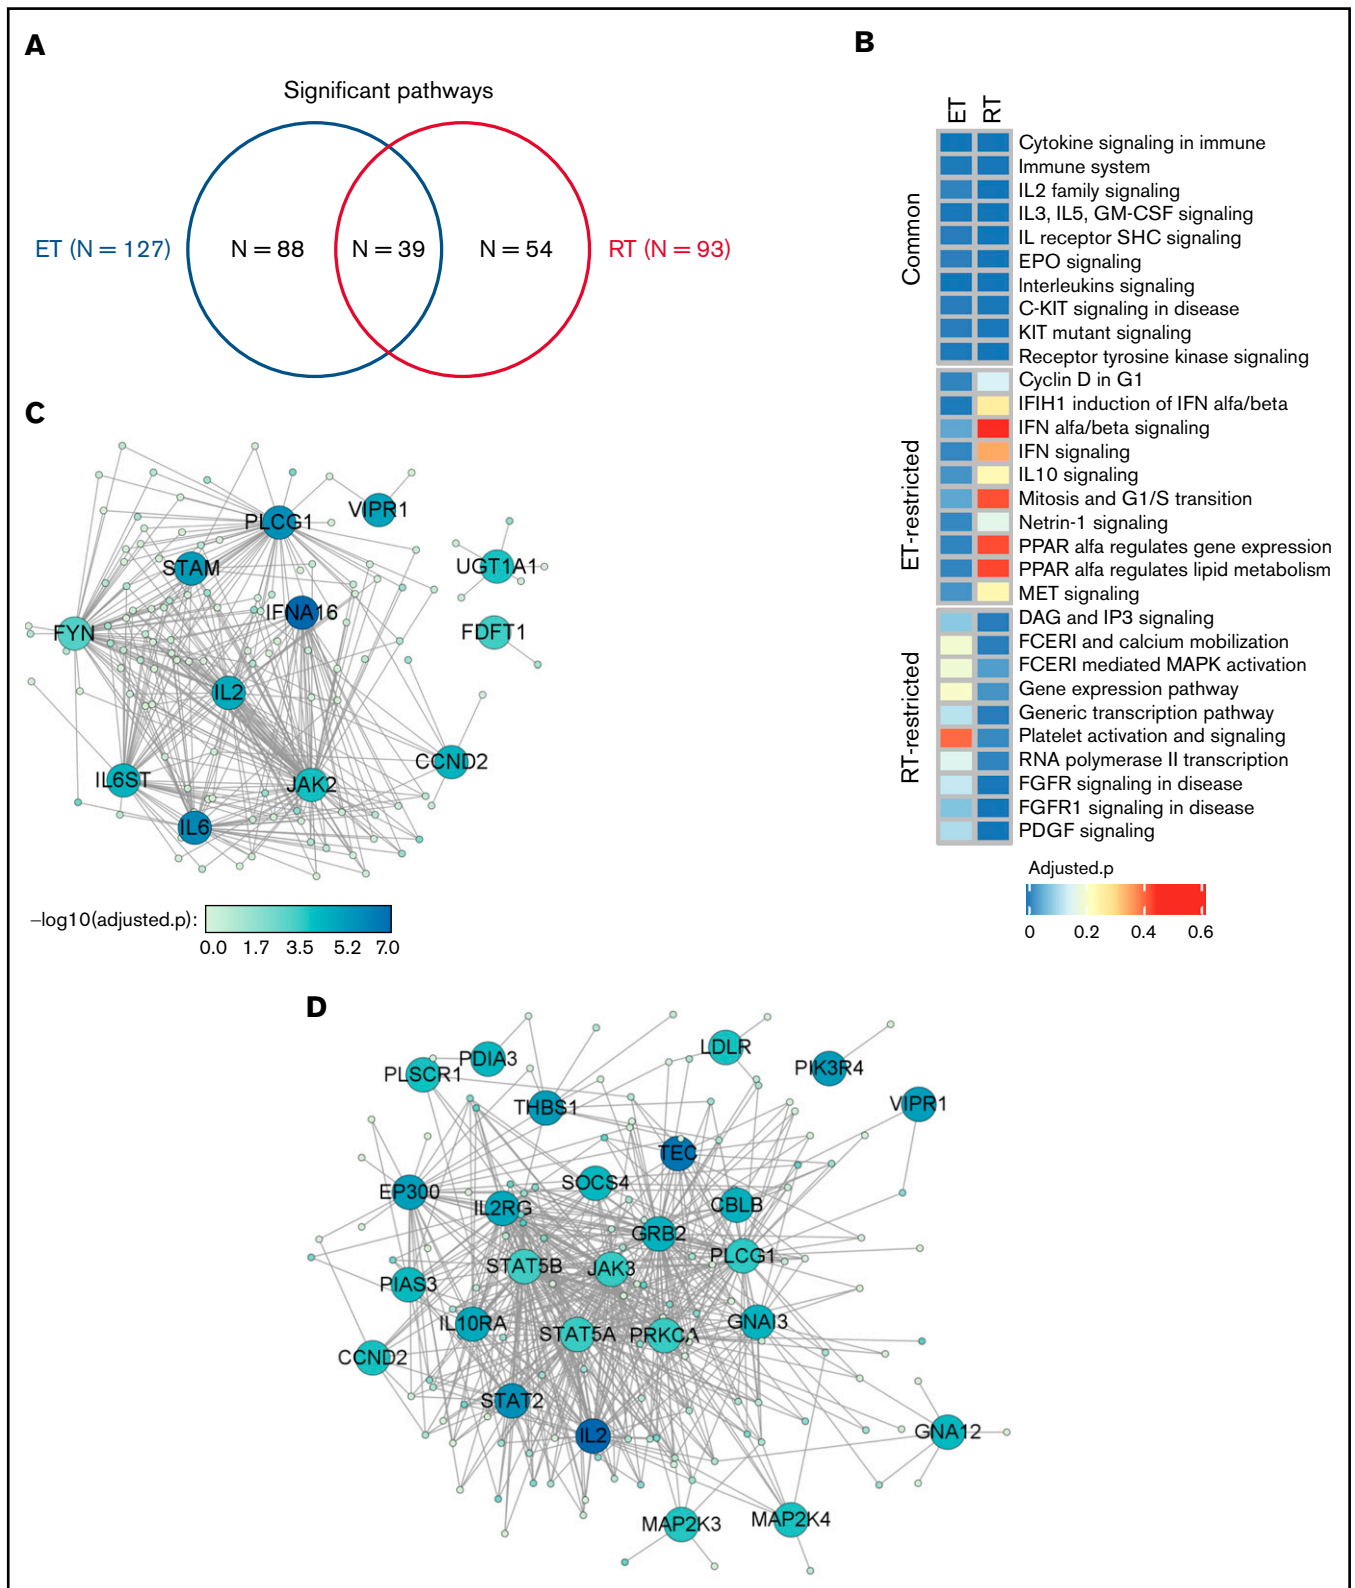 A
Significant pathways
ET (N = 127)
N = 88
N = 39
N = 54
RT (N = 93)
B
ET
RT
Common
Cytokine signaling in immune
Immune system
IL2 family signaling
IL3, IL5, GM-CSF signaling
IL receptor SHC signaling
EPO signaling
Interleukins signaling
C-KIT signaling in disease
KIT mutant signaling
Receptor tyrosine kinase signaling
ET-restricted
Cyclin D in G1
IFIH1 induction of IFN alfa/beta
IFN alfa/beta signaling
IFN signaling
IL10 signaling
Mitosis and G1/S transition
Netrin-1 signaling
PPAR alfa regulates gene expression
PPAR alfa regulates lipid metabolism
MET signaling
RT-restricted
DAG and IP3 signaling
FCERI and calcium mobilization
FCERI mediated MAPK activation
Gene expression pathway
Generic transcription pathway
Platelet activation and signaling
RNA polymerase II transcription
FGFR signaling in disease
FGFR1 signaling in disease
PDGF signaling
Adjusted.p
0 0.2 0.4 0.6
C
VIPR1
PLCG1
STAM
UGT1A1
IFNA16
FYN
FDFT1
IL2
CCND2
IL6ST
JAK2
IL6
–log10(adjusted.p):
0.0 1.7 3.5 5.2 7.0
D
LDLR
PDIA3
PIK3R4
PLSCR1
THBS1
VIPR1
TEC
SOCS4
EP300
CBLB
IL2RG
GRB2
PLCG1
STAT5B
JAK3
PIAS3
IL10RA
GNAI3
STAT5A
PRKCA
CCND2
STAT2
IL2
GNA12
MAP2K3
MAP2K4